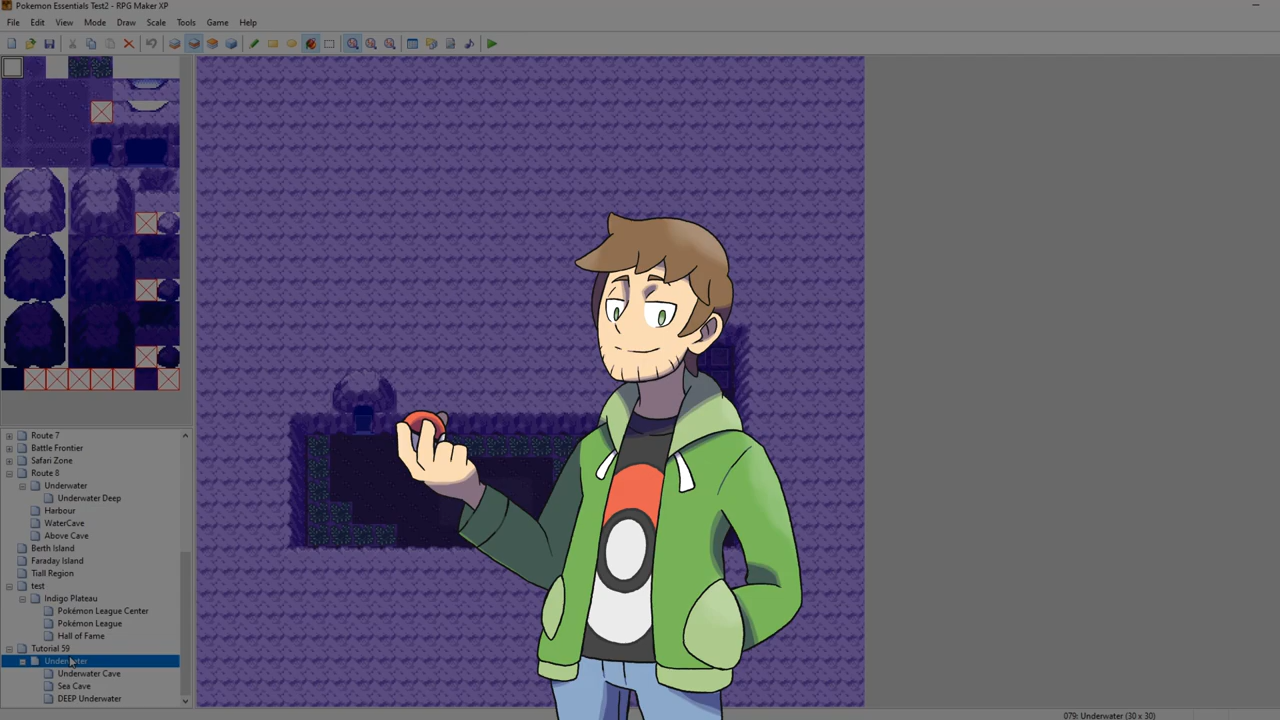 Pokemon Essentials Test2 - RPG Maker XP
File Edit View Mode Draw Scale Tools Game Help
Route 7
Battle Frontier
Safari Zone
Route 8
Underwater
Underwater Deep
Harbour
WaterCave
Above Cave
Berth Island
Faraday Island
Tiall Region
test
Indigo Plateau
Pokémon League Center
Pokémon League
Hall of Fame
Tutorial 59
Underwater
Underwater Cave
Sea Cave
DEEP Underwater
079: Underwater (30 x 30)